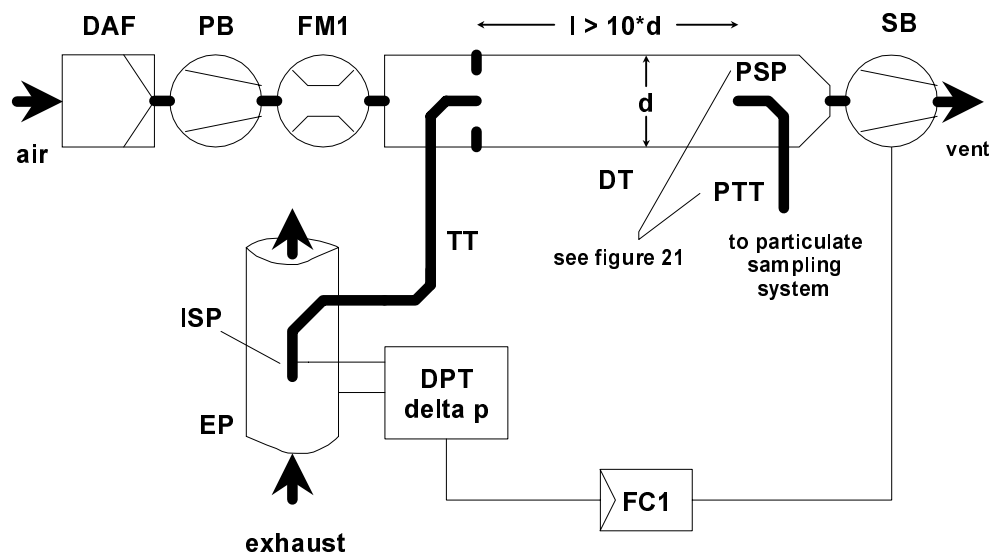 DAF PB FM1 l > 10*d SB
air
d
PSP
vent
DT
PTT
TT
see figure 21
to particulate
sampling
system
ISP
EP
DPT
delta p
FC1
exhaust